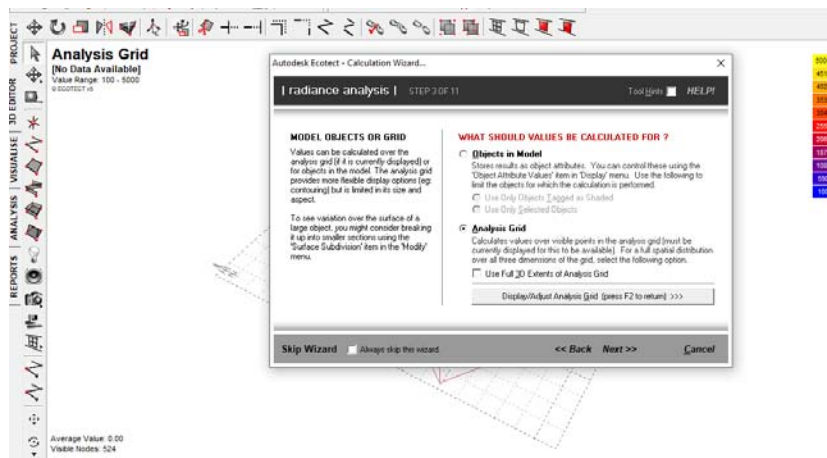 Analysis Grid
[No Data Available]
Value Range: 100 - 5000
© ECOTECT v5
PROJECT
3D EDITOR
VISUALISE
ANALYSIS
REPORTS
Autodesk Ecotect - Calculation Wizard...
| radiance analysis | STEP 3 OF 11
Tool Hints HELP!
MODEL OBJECTS OR GRID
Values can be calculated over the
analysis grid (if it is currently displayed) or
for objects in the model. The analysis grid
provides more flexible display options (eg:
contouring) but is limited in its size and
aspect.
To see variation over the surface of a
large object, you might consider breaking
it up into smaller sections using the
'Surface Subdivision' item in the 'Modify'
menu.
WHAT SHOULD VALUES BE CALCULATED FOR ?
Objects in Model
Stores results as object attributes. You can control these using the
'Object Attribute Values' item in 'Display' menu. Use the following to
limit the objects for which the calculation is performed.
Use Only Objects Tagged as Shaded
Use Only Selected Objects
Analysis Grid
Calculates values over visible points in the analysis grid (must be
currently displayed for this to be available). For a full spatial distribution
over all three dimensions of the grid, select the following option.
Use Full 3D Extents of Analysis Grid
Display/Adjust Analysis Grid (press F2 to return) >>>
Skip Wizard Always skip this wizard.
<< Back Next >> Cancel
Average Value: 0.00
Visible Nodes: 524